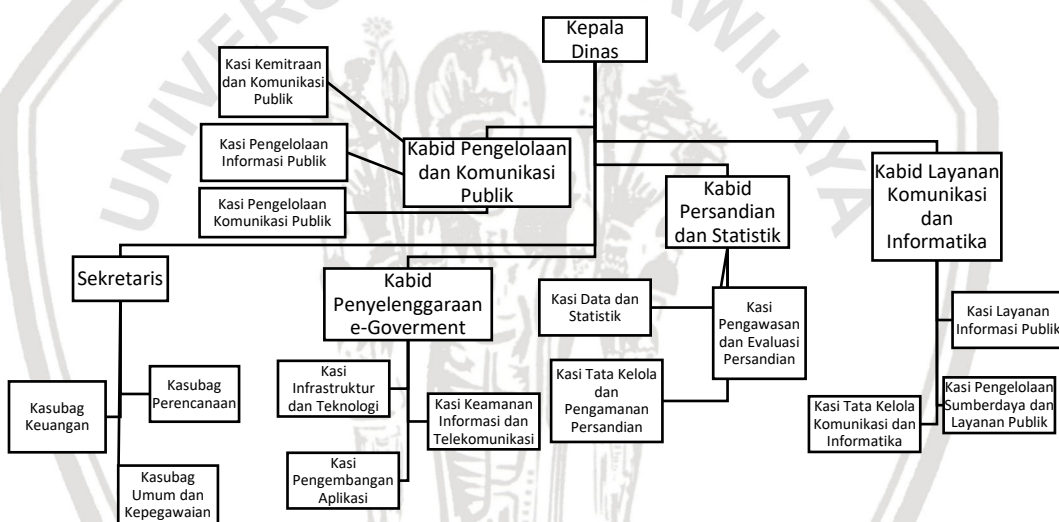 Kepala
Dinas
Kasi Kemitraan
dan Komunikasi
Publik
Kasi Pengelolaan
Informasi Publik
Kasi Pengelolaan
Komunikasi Publik
Kabid Pengelolaan
dan Komunikasi
Publik
Kabid
Persandian
dan Statistik
Kabid Layanan
Komunikasi
dan
Informatika
Sekretaris
Kabid
Penyelenggaraan
e-Goverment
Kasi Data dan
Statistik
Kasi
Pengawasan
dan Evaluasi
Persandian
Kasi Layanan
Informasi Publik
Kasubag
Keuangan
Kasubag
Perencanaan
Kasi
Infrastruktur
dan Teknologi
Kasi Keamanan
Informasi dan
Telekomunikasi
Kasi Tata Kelola
dan
Pengamanan
Persandian
Kasi Tata Kelola
Komunikasi dan
Informatika
Kasi Pengelolaan
Sumberdaya dan
Layanan Publik
Kasubag
Umum dan
Kepegawaian
Kasi
Pengembangan
Aplikasi